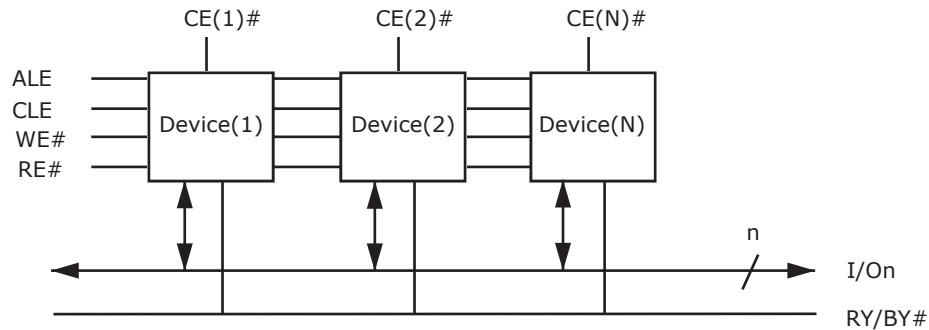 CE(1)# CE(2)# CE(N)#
ALE
CLE
WE#
RE#
Device(1) Device(2) Device(N)
n
I/On
RY/BY#